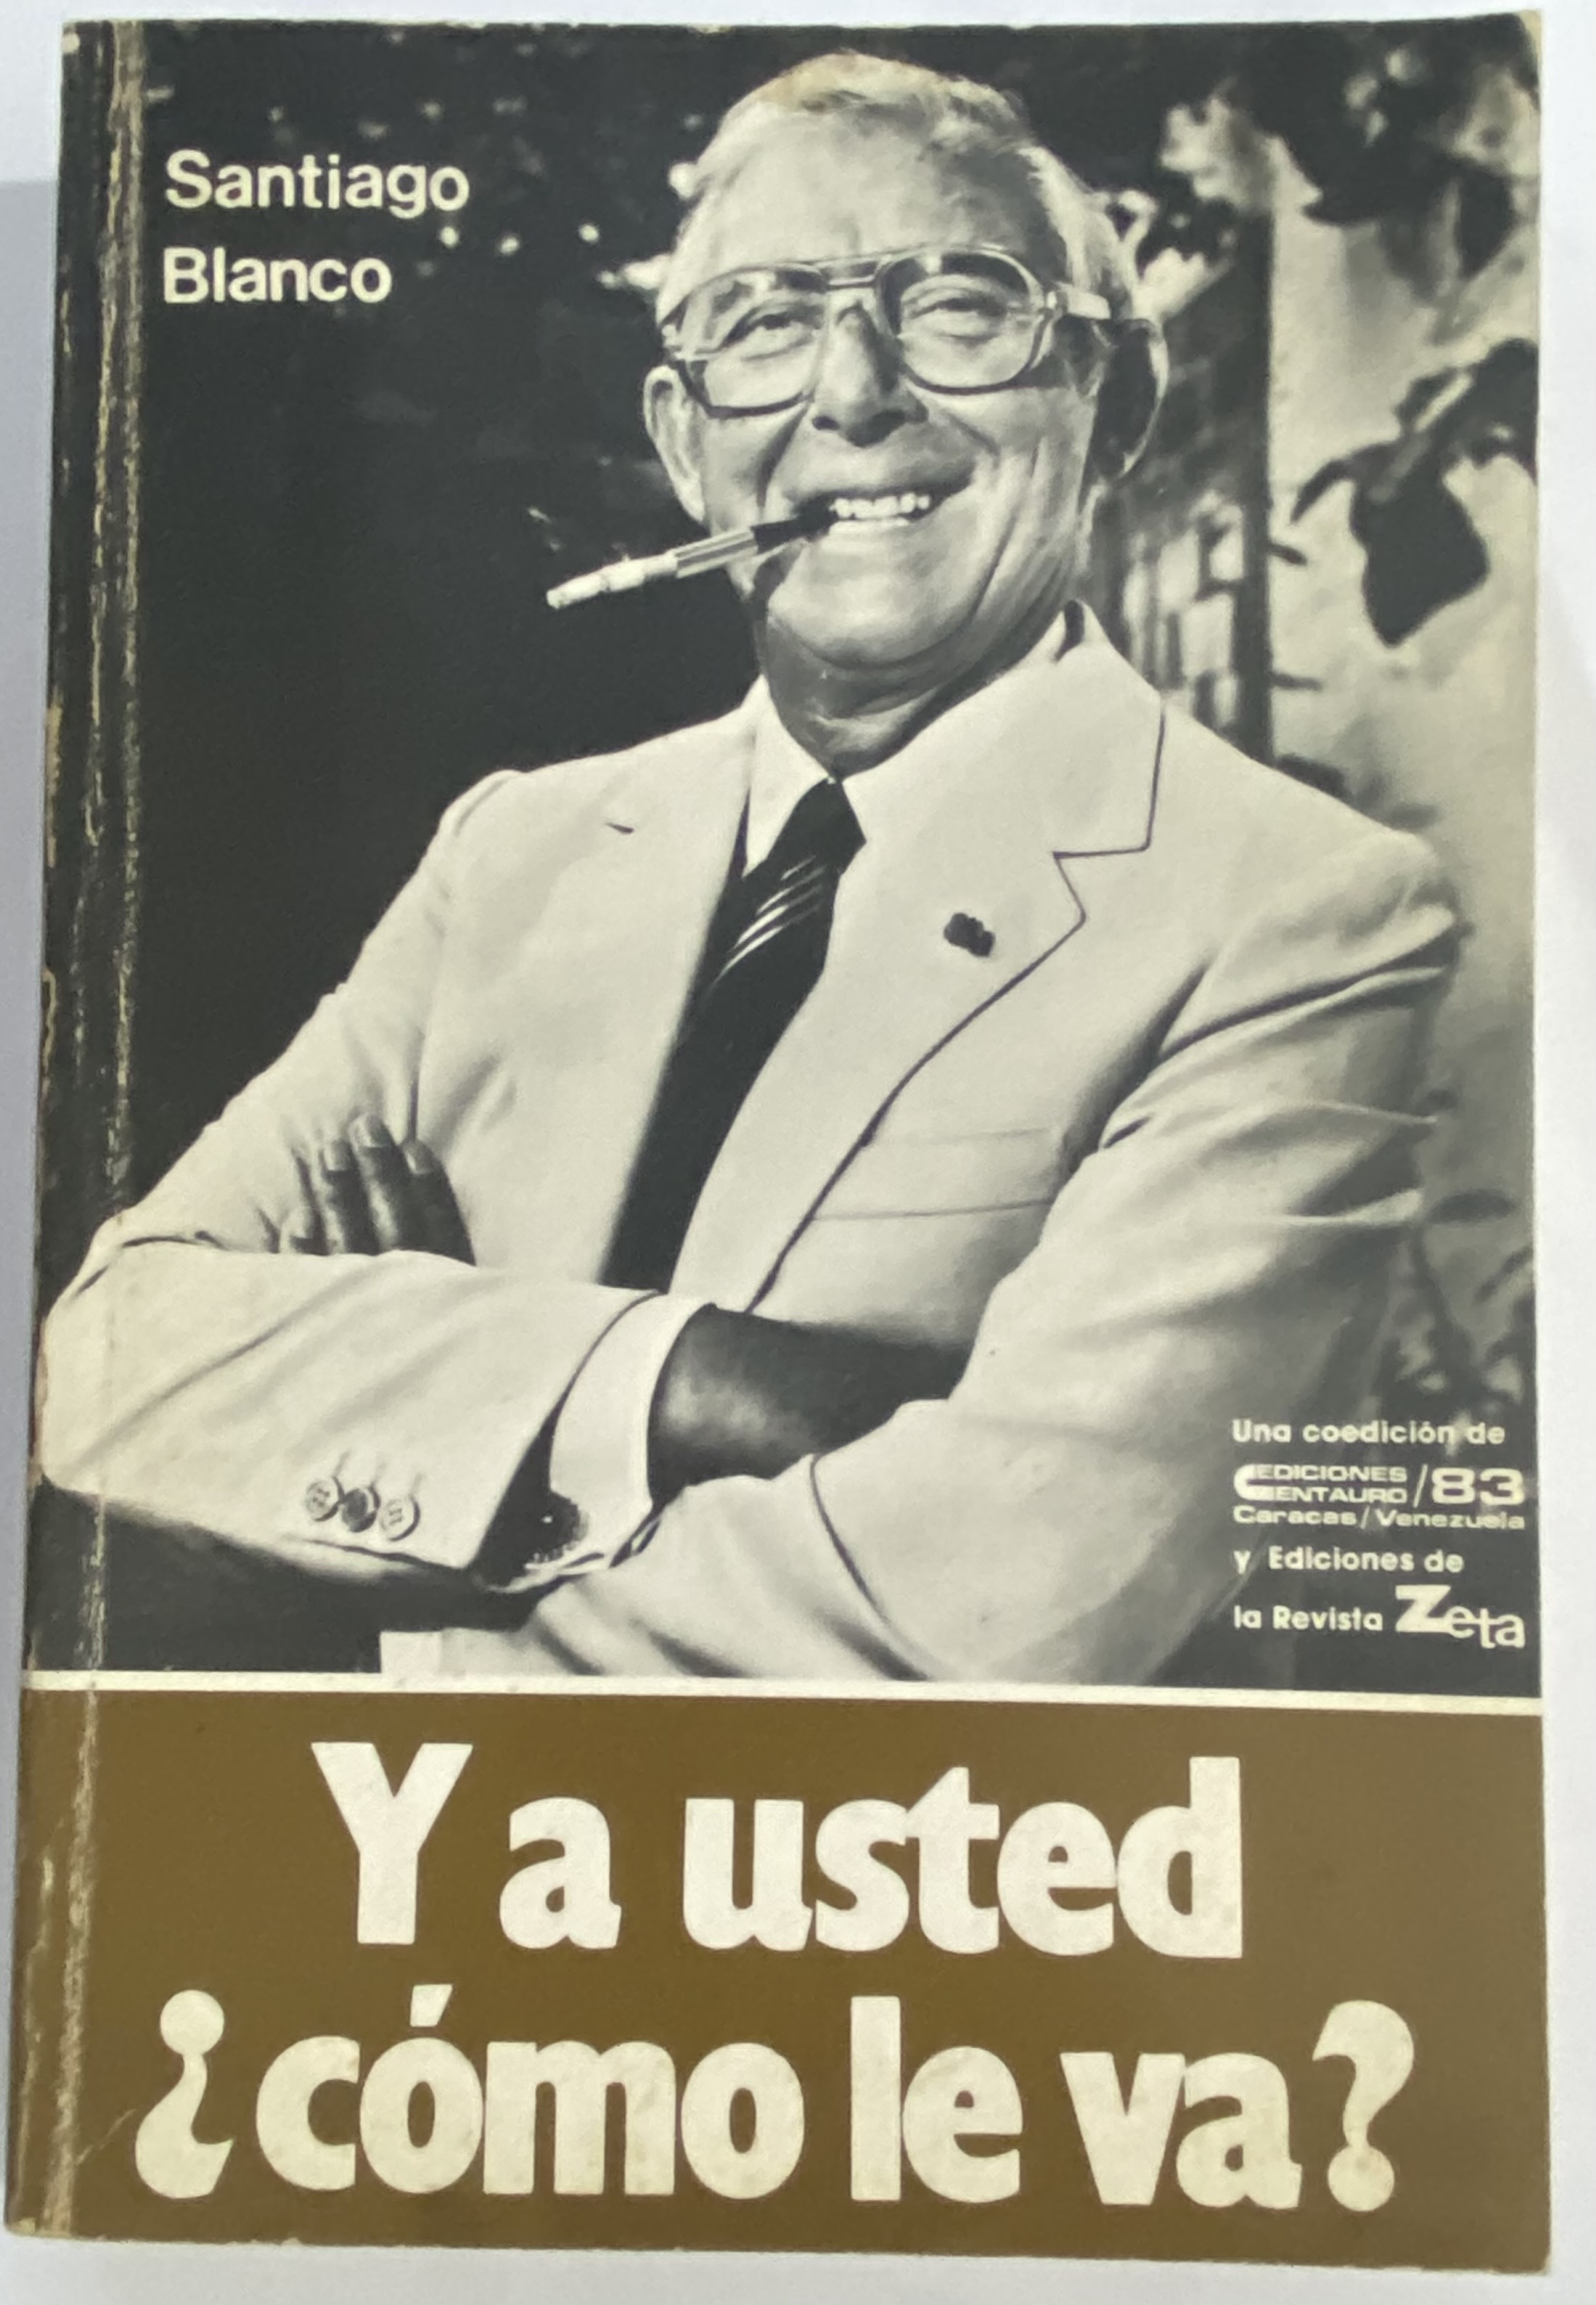 Santiago
Blanco
Una coedición de
EDICIONES
CENTAURO/83
Caracas/Venezuela
y Ediciones de
la Revista Zeta
Y a usted
¿cómo le va?